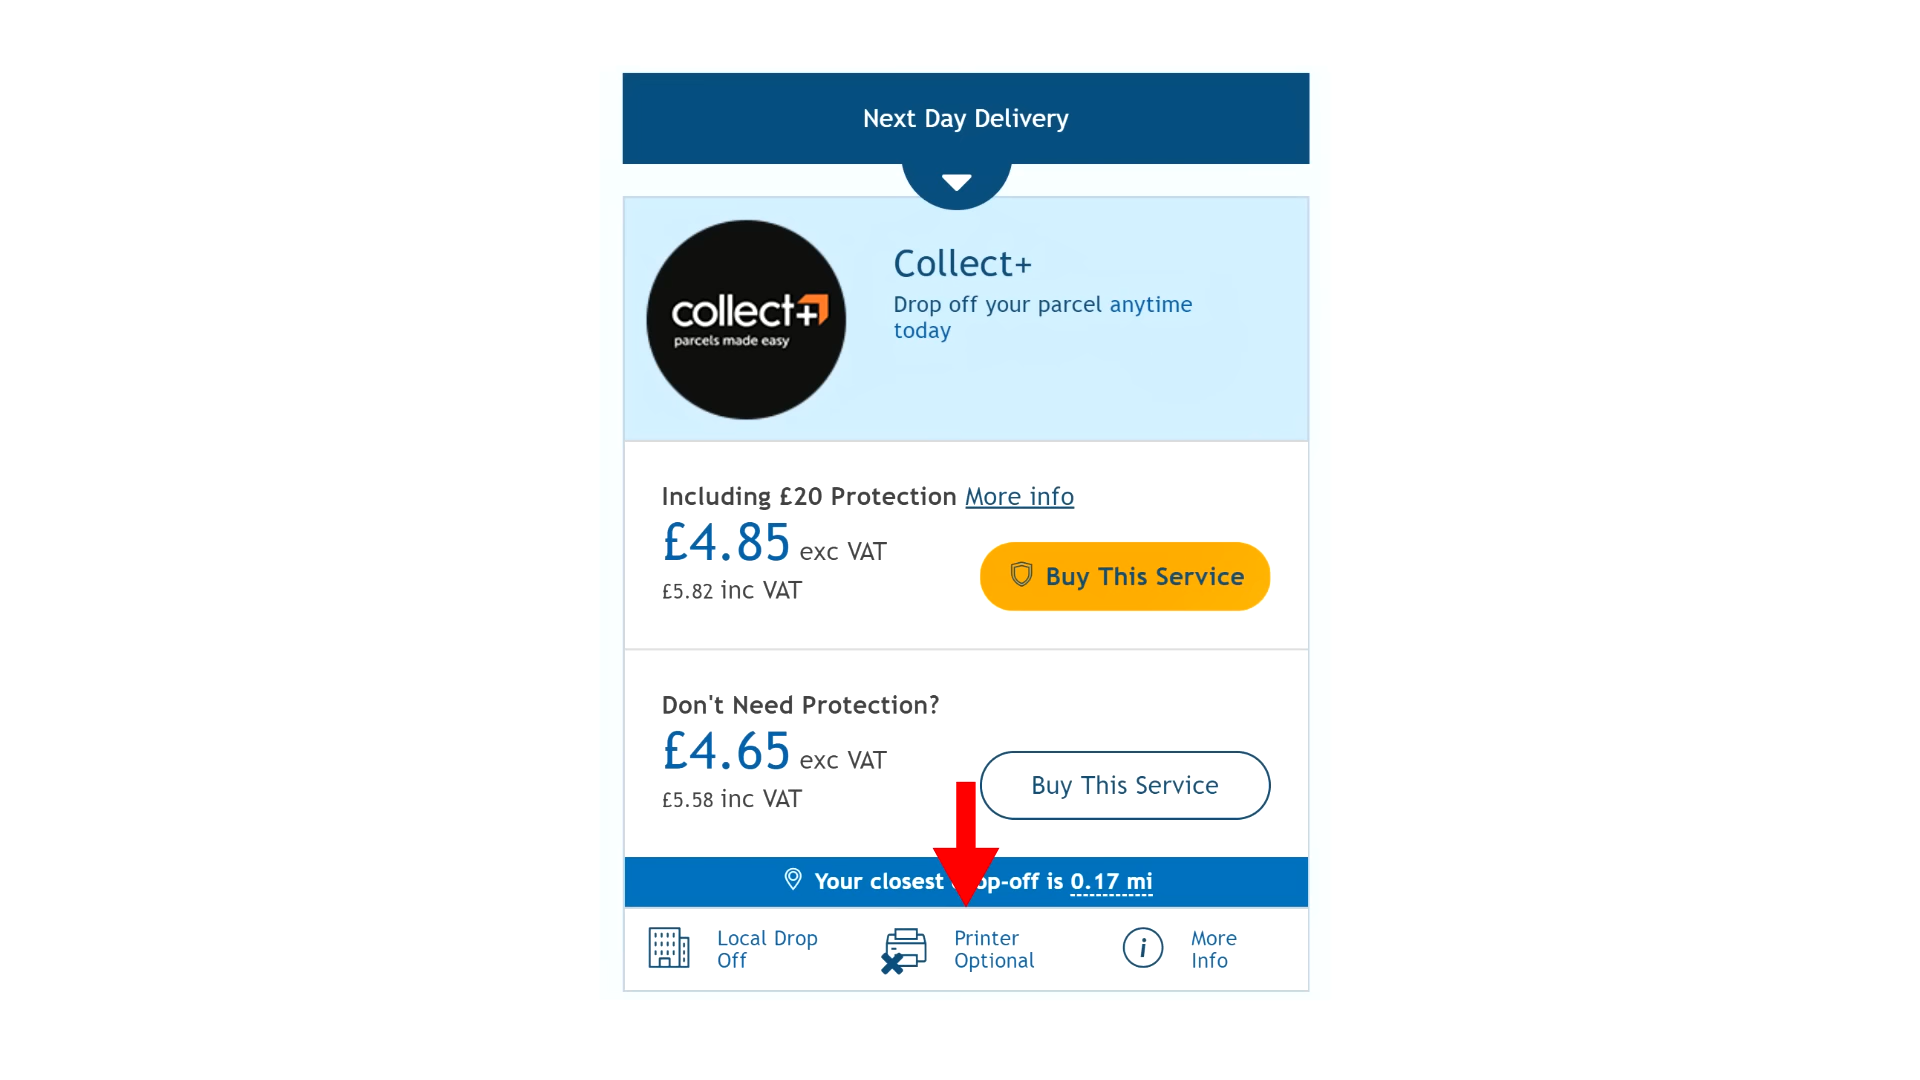 Next Day Delivery
collect+
parcels made easy
Collect+
Drop off your parcel anytime
today
Including £20 Protection More info
£4.85 exc VAT
£5.82 inc VAT
Buy This Service
Don't Need Protection?
£4.65 exc VAT
£5.58 inc VAT
Buy This Service
Your closest op-off is 0.17 mi
Local Drop
Off
Printer
Optional
i
More
Info